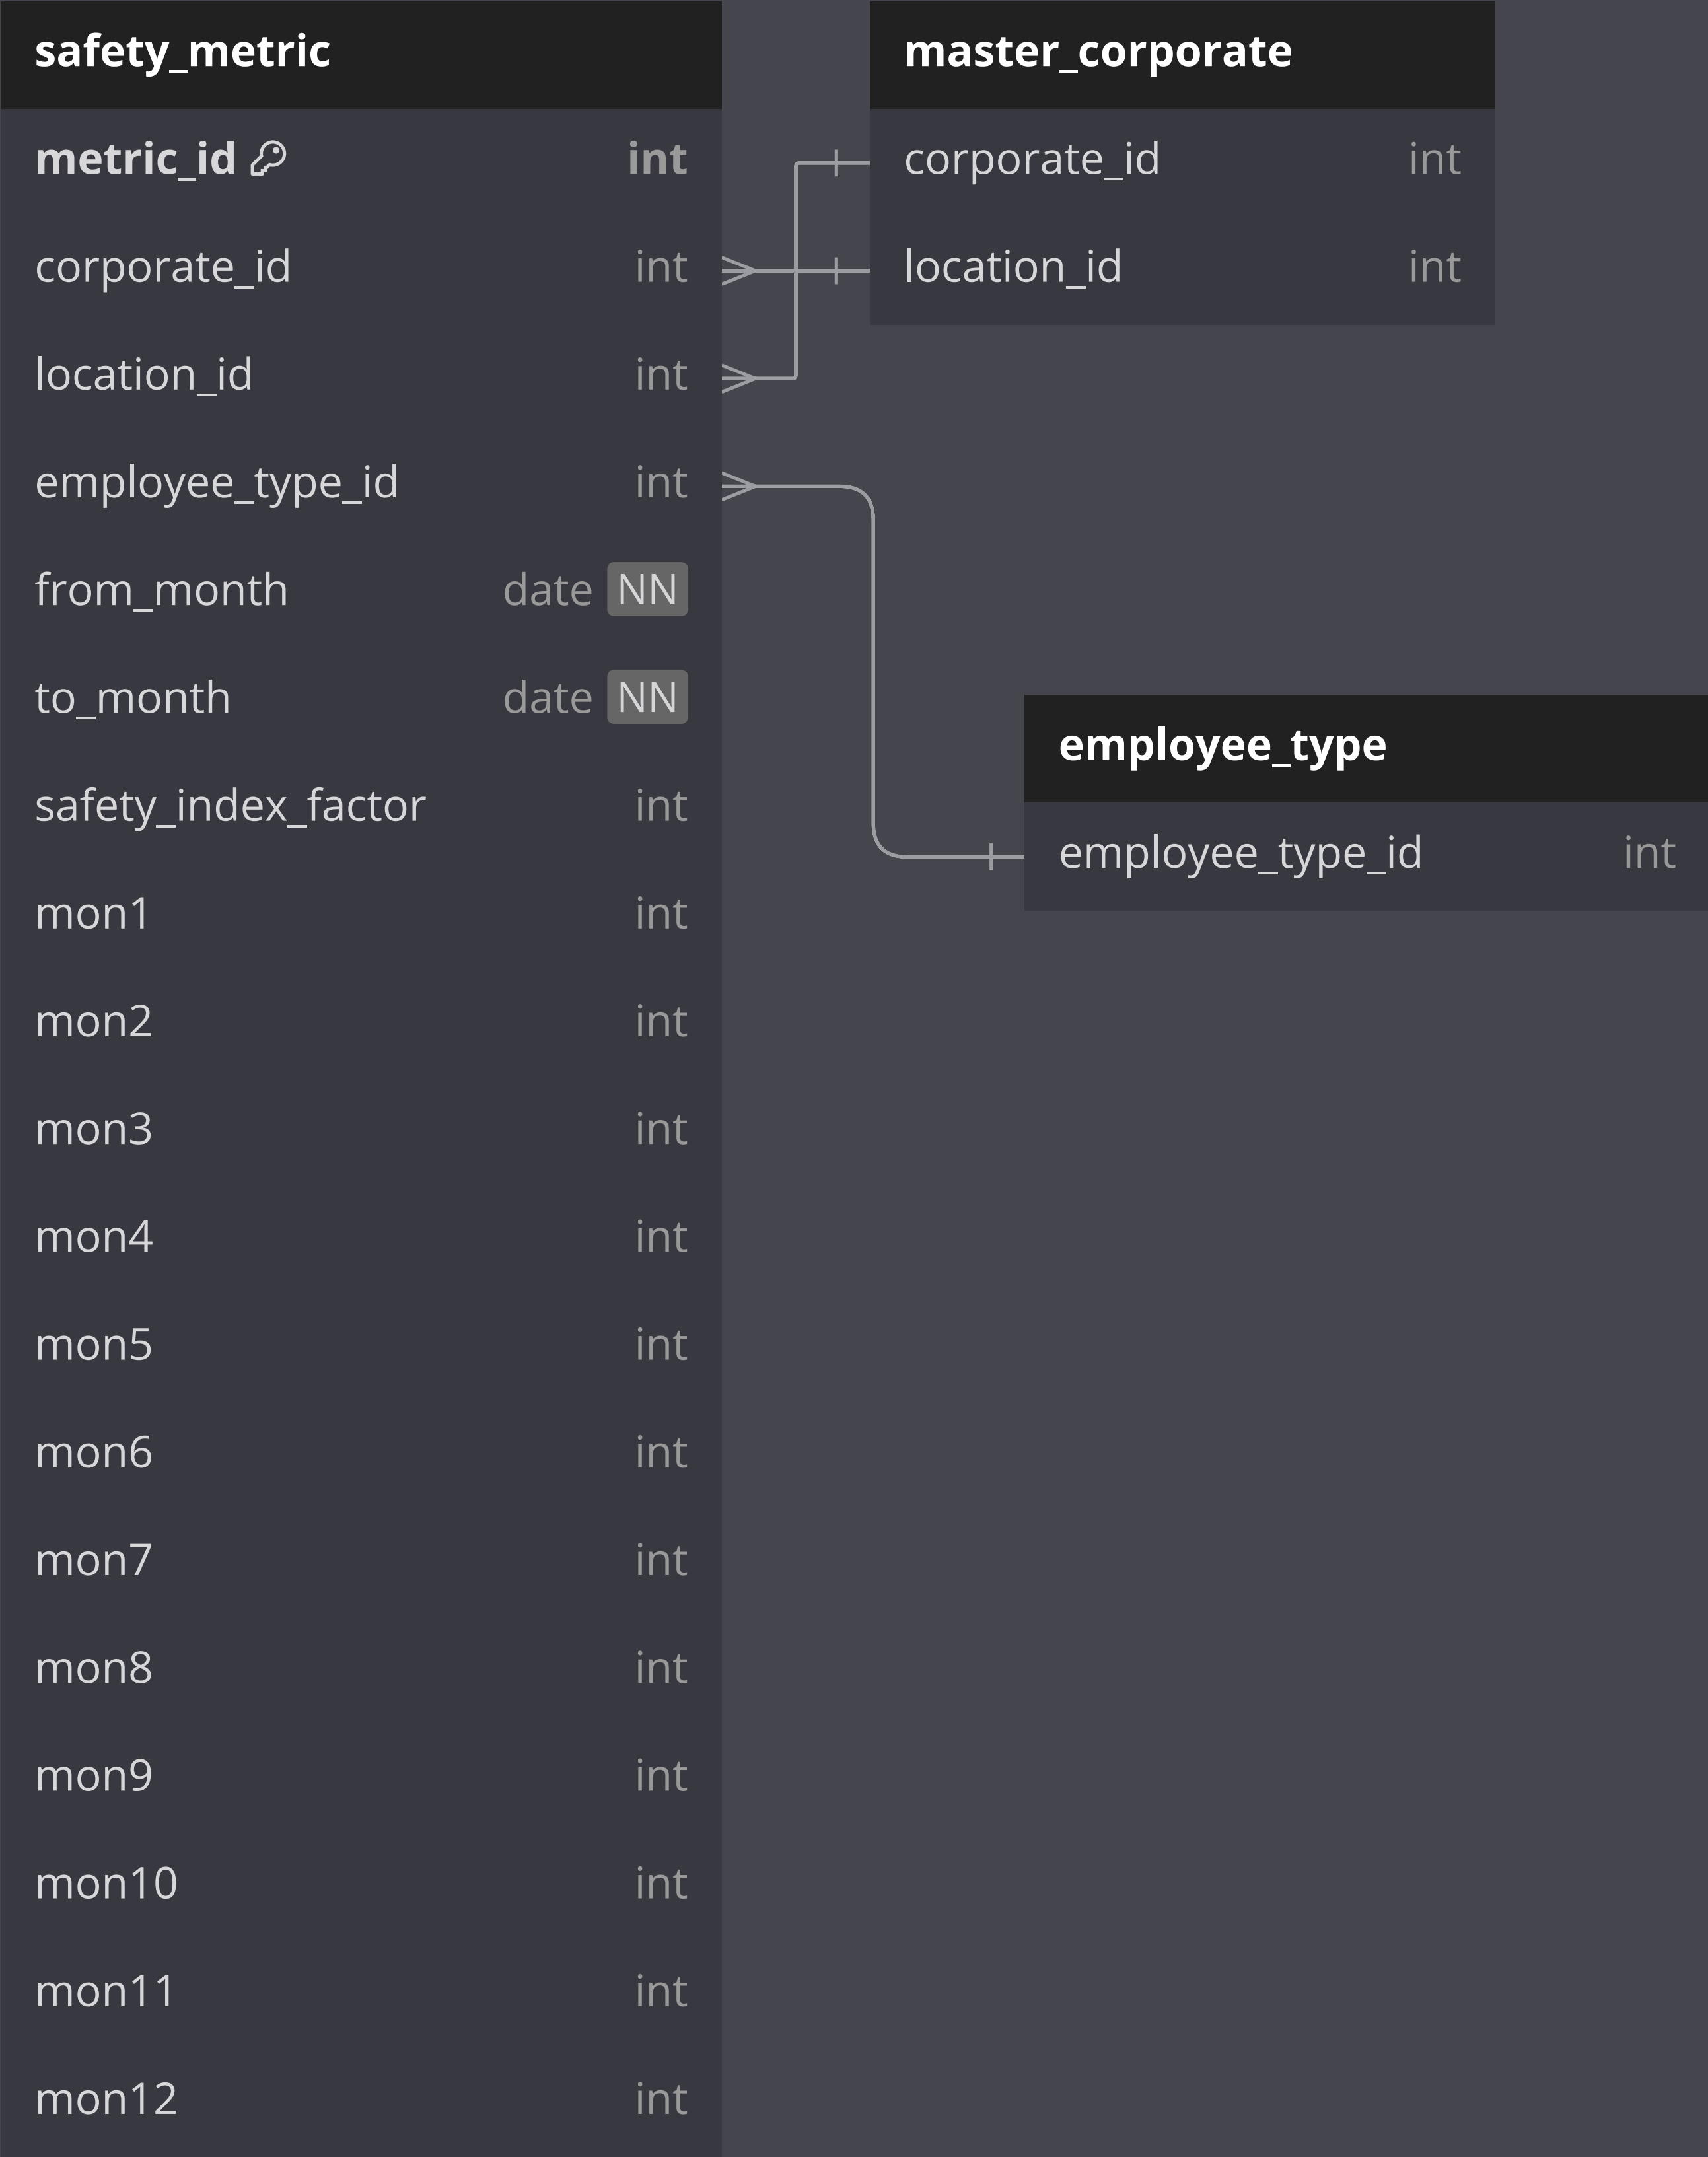 safety_metric
metric_id int
corporate_id int
location_id int
employee_type_id int
from_month date NN
to_month date NN
safety_index_factor int
mon1 int
mon2 int
mon3 int
mon4 int
mon5 int
mon6 int
mon7 int
mon8 int
mon9 int
mon10 int
mon11 int
mon12 int
master_corporate
corporate_id int
location_id int
employee_type
employee_type_id int